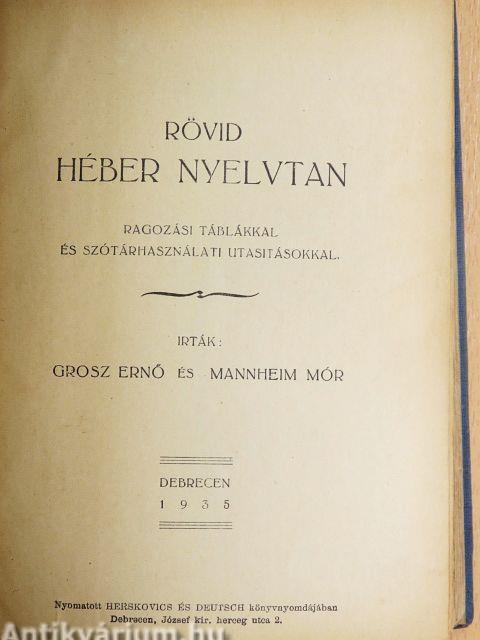 RÖVID
HÉBER NYELVTAN
RAGOZÁSI TÁBLÁKKAL
ÉS SZÓTÁRHASZNÁLATI UTASITÁSOKKAL.
IRTÁK:
GROSZ ERNŐ ÉS MANNHEIM MÓR
DEBRECEN
1935
Nyomatott HERSKOVICS ÉS DEUTSCH könyvnyomdájában
Debrecen, József kir. herceg utca 2.
Antikvárium.hu